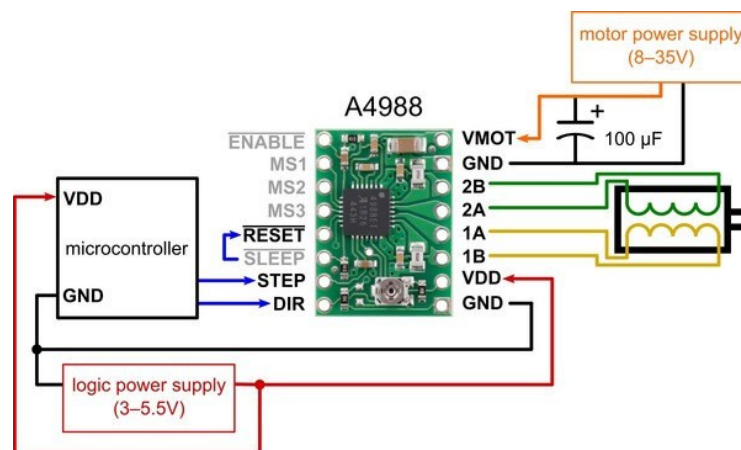 motor power supply
(8–35V)
A4988
ENABLE
MS1
MS2
MS3
RESET
SLEEP
STEP
DIR
VMOT
GND
2B
2A
1A
1B
VDD
GND
+
100 µF
VDD
microcontroller
GND
logic power supply
(3–5.5V)